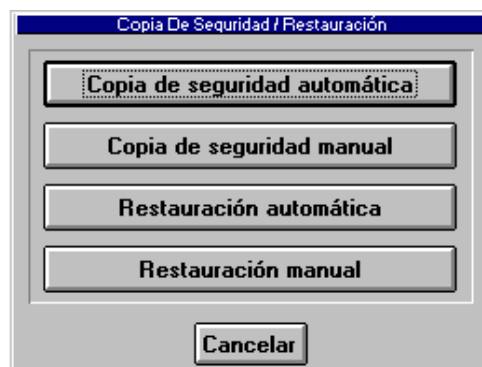 Copia De Seguridad / Restauración
Copia de seguridad automática
Copia de seguridad manual
Restauración automática
Restauración manual
Cancelar